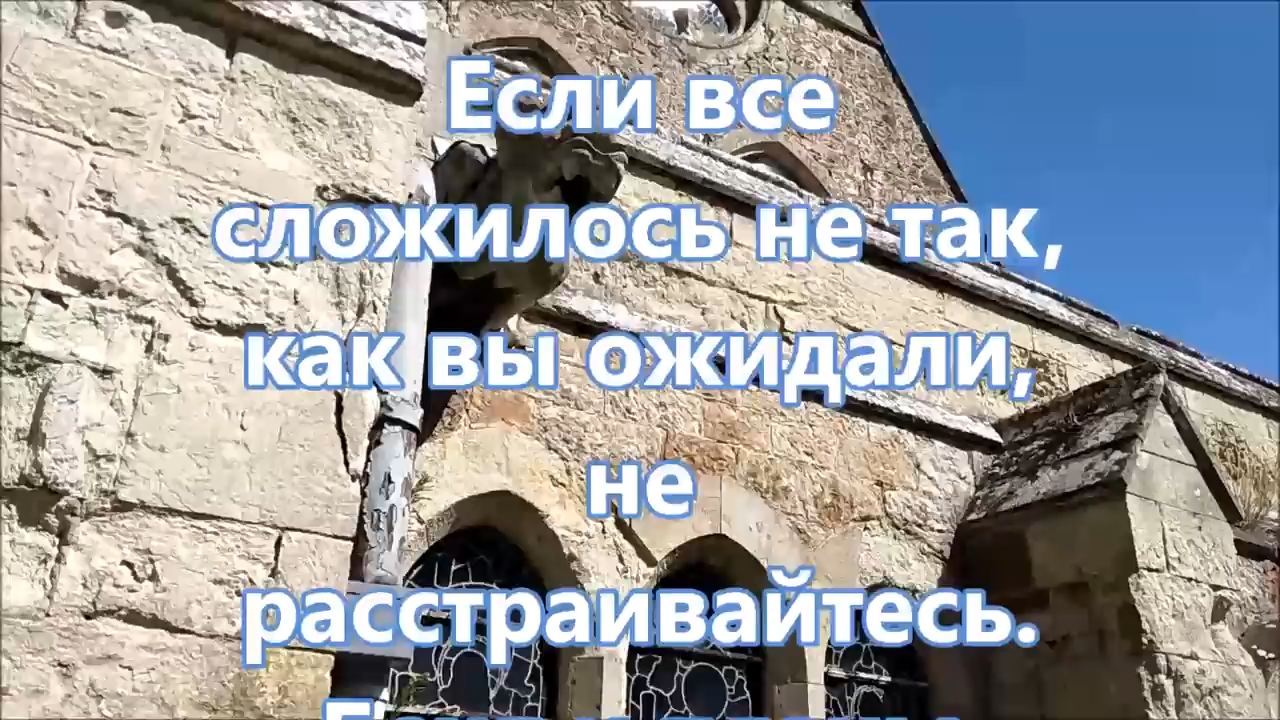 Если все
сложилось не так,
как вы ожидали,
не
расстраивайтесь.